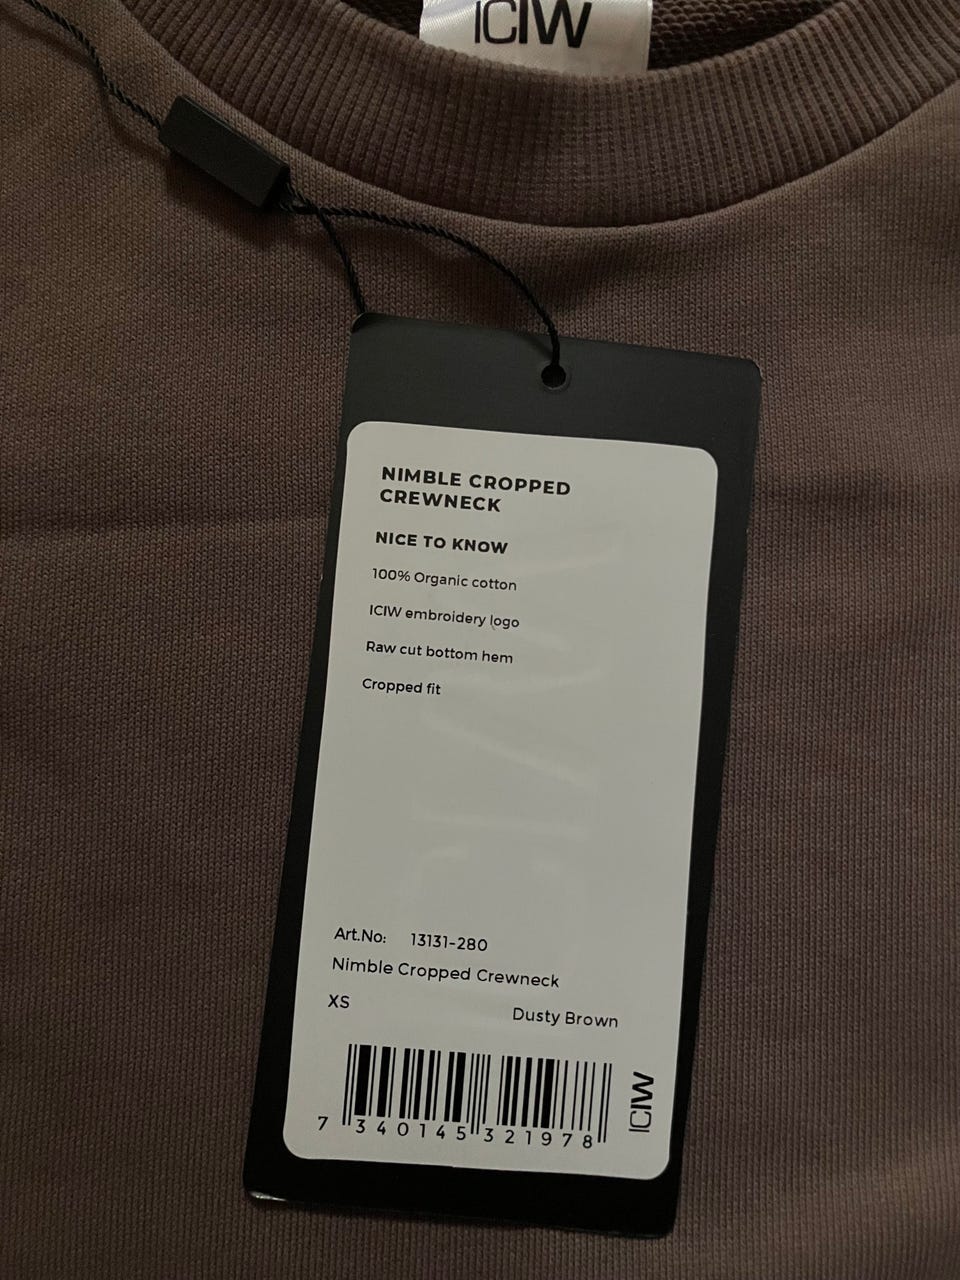 ICIW
NIMBLE CROPPED
CREWNECK
NICE TO KNOW
100% Organic cotton
ICIW embroidery logo
Raw cut bottom hem
Cropped fit
Art.No: 13131-280
Nimble Cropped Crewneck
XS Dusty Brown
7 340145 321978
ICIW